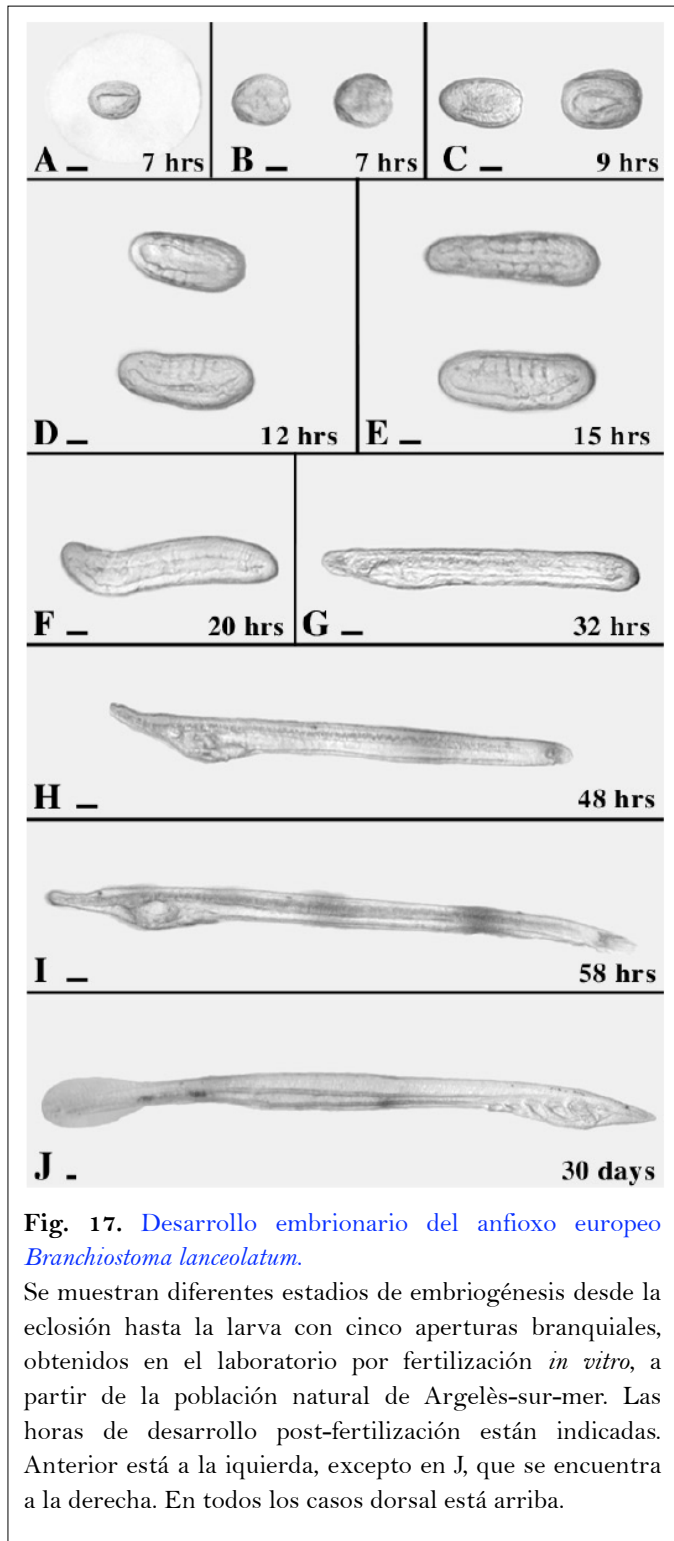 A 7 hrs B 7 hrs C 9 hrs
D 12 hrs E 15 hrs
F 20 hrs G 32 hrs
H 48 hrs
I 58 hrs
J 30 days
Fig. 17. Desarrollo embrionario del anfioxo europeo
Branchiostoma lanceolatum.
Se muestran diferentes estadios de embriogénesis desde la
eclosión hasta la larva con cinco aperturas branquiales,
obtenidos en el laboratorio por fertilización in vitro, a
partir de la población natural de Argelès-sur-mer. Las
horas de desarrollo post-fertilización están indicadas.
Anterior está a la iquierda, excepto en J, que se encuentra
a la derecha. En todos los casos dorsal está arriba.